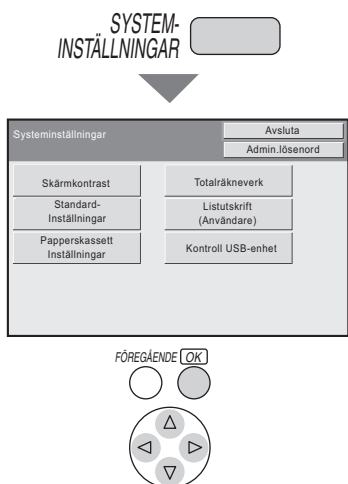 SYSTEM-
INSTÄLLNINGAR
Systeminställningar
Avsluta
Admin.lösenord
Skärmkontrast
Totalräkneverk
Standard-
Inställningar
Listutskrift
(Användare)
Papperskassett
Inställningar
Kontroll USB-enhet
FÖREGÅENDE OK